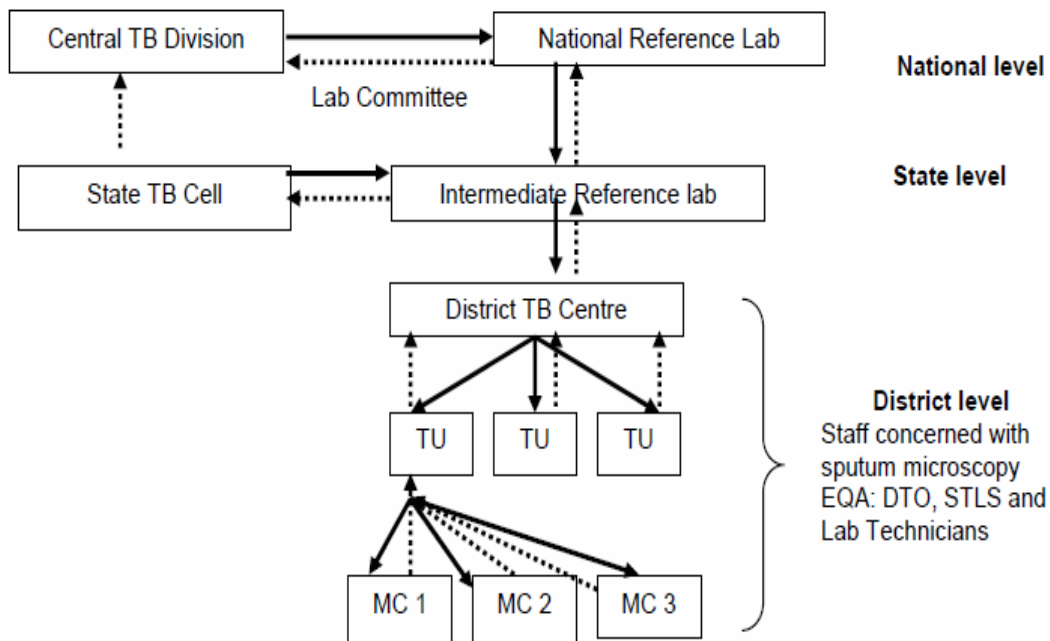 Central TB Division
National Reference Lab
National level
Lab Committee
State TB Cell
Intermediate Reference lab
State level
District TB Centre
TU
TU
TU
District level
Staff concerned with
sputum microscopy
EQA: DTO, STLS and
Lab Technicians
MC 1
MC 2
MC 3